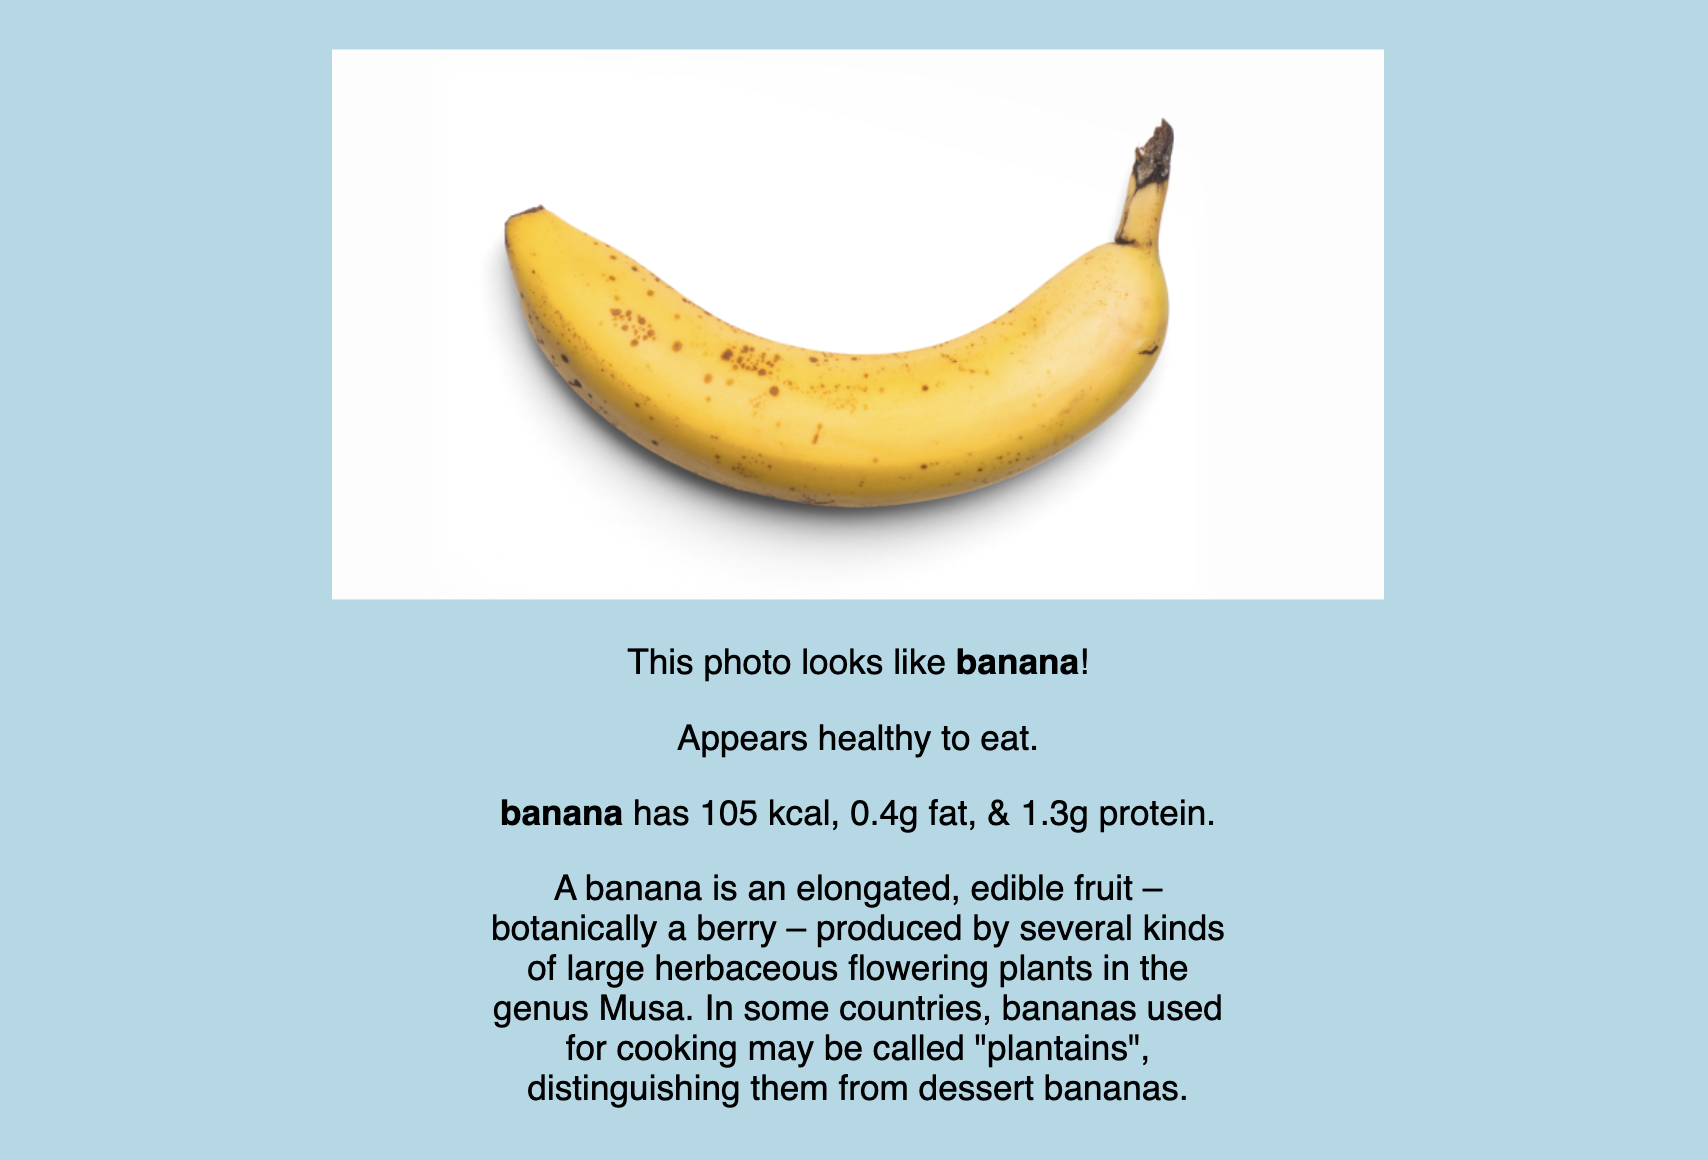 This photo looks like banana!
Appears healthy to eat.
banana has 105 kcal, 0.4g fat, & 1.3g protein.
A banana is an elongated, edible fruit –
botanically a berry – produced by several kinds
of large herbaceous flowering plants in the
genus Musa. In some countries, bananas used
for cooking may be called "plantains",
distinguishing them from dessert bananas.